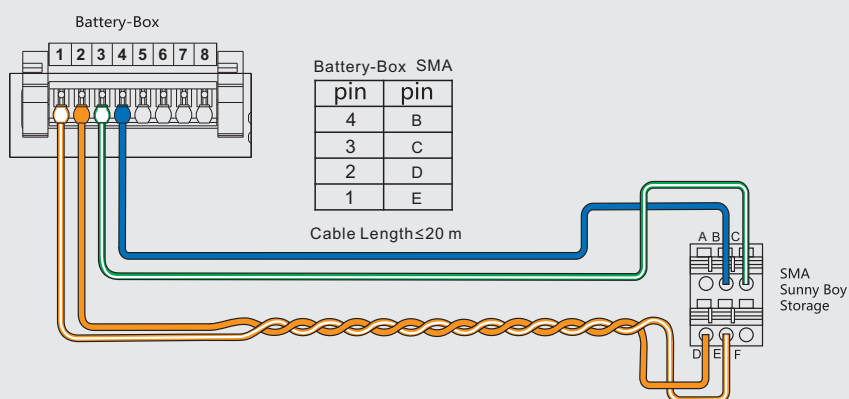 Battery-Box
1 2 3 4 5 6 7 8
Battery-Box SMA
pin pin
4 B
3 C
2 D
1 E
Cable Length≤20 m
A B C
SMA
Sunny Boy
Storage
D E F